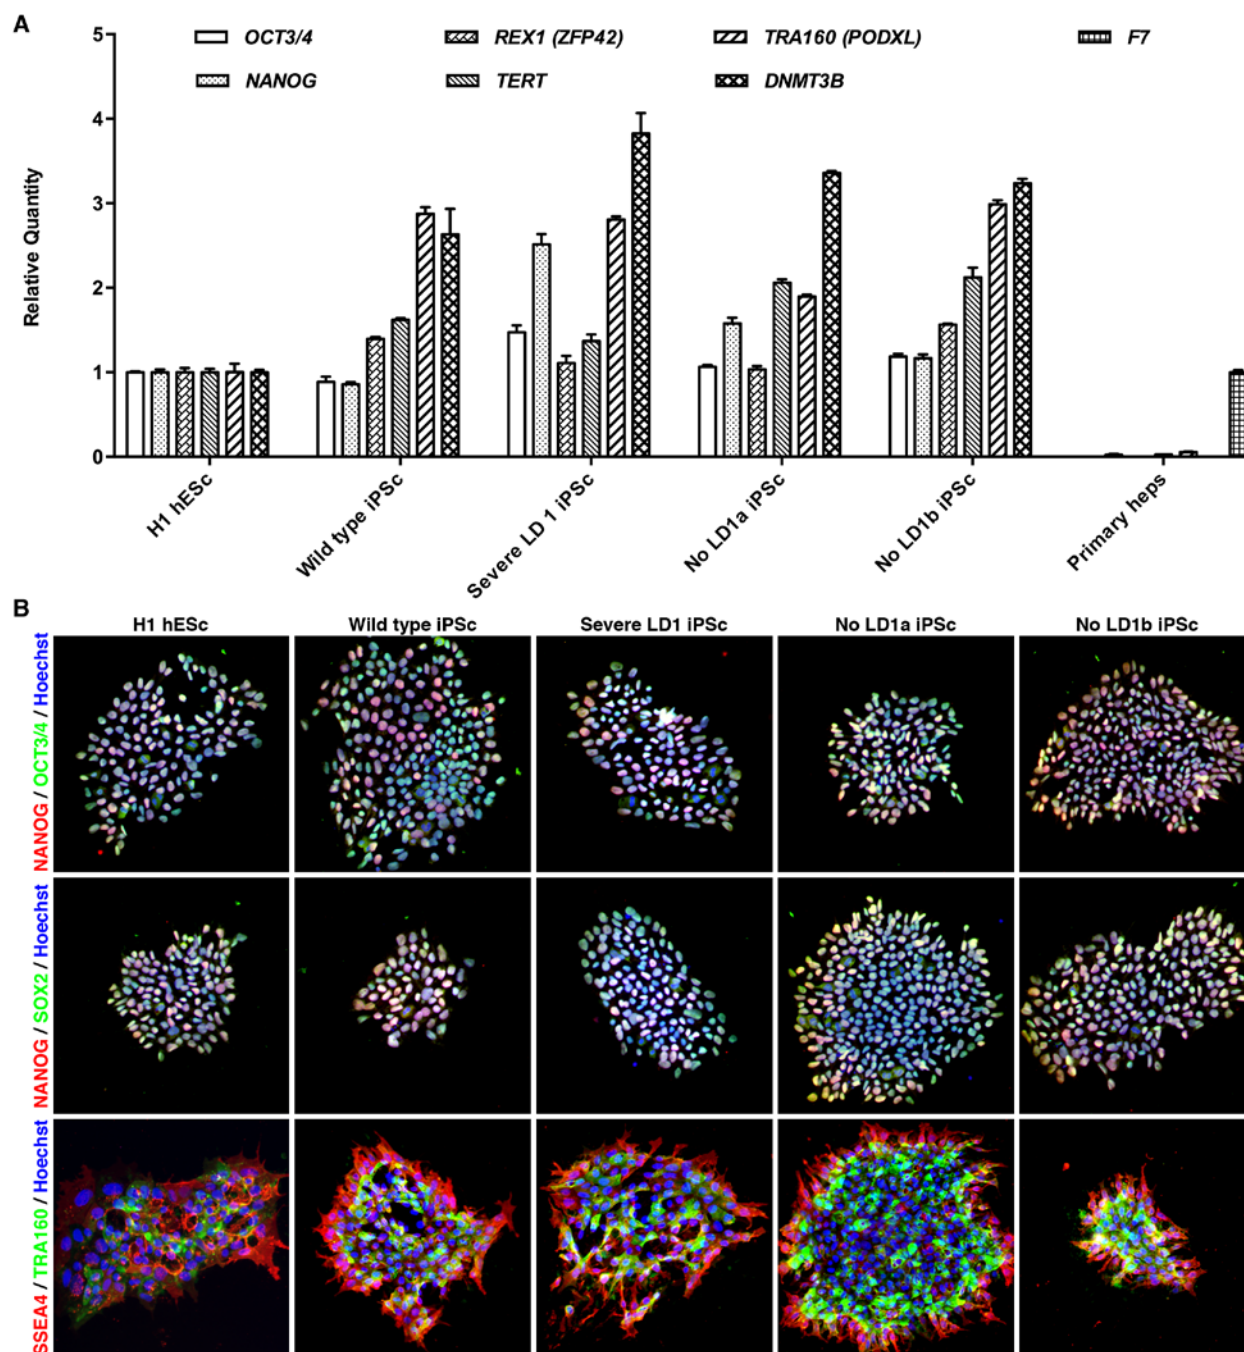 A
5
OCT3/4 REX1 (ZFP42) TRA160 (PODXL) F7
NANOG TERT DNMT3B
4
3
2
1
0
Relative Quantity
H1 hESc
Wild type iPSc
Severe LD 1 iPSc
No LD1a iPSc
No LD1b iPSc
Primary heps
B
H1 hESc Wild type iPSc Severe LD1 iPSc No LD1a iPSc No LD1b iPSc
NANOG / OCT3/4 / Hoechst
NANOG / SOX2 / Hoechst
SSEA4 / TRA160 / Hoechst